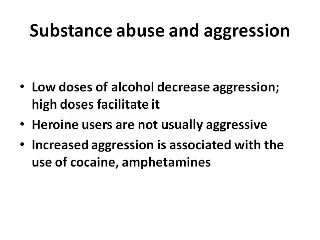 Substance abuse and aggression
• Low doses of alcohol decrease aggression;
high doses facilitate it
• Heroine users are not usually aggressive
• Increased aggression is associated with the
use of cocaine, amphetamines